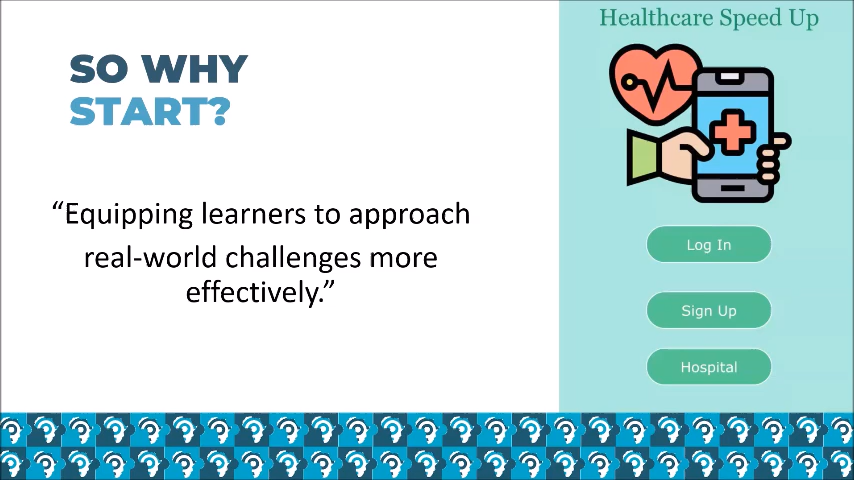 SO WHY
START?
“Equipping learners to approach
real-world challenges more
effectively.”
Healthcare Speed Up
Log In
Sign Up
Hospital